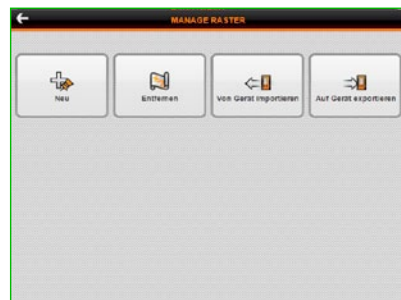 MANAGE RASTER
Neu
Entfernen
Von Gerät importieren
Auf Gerät exportieren